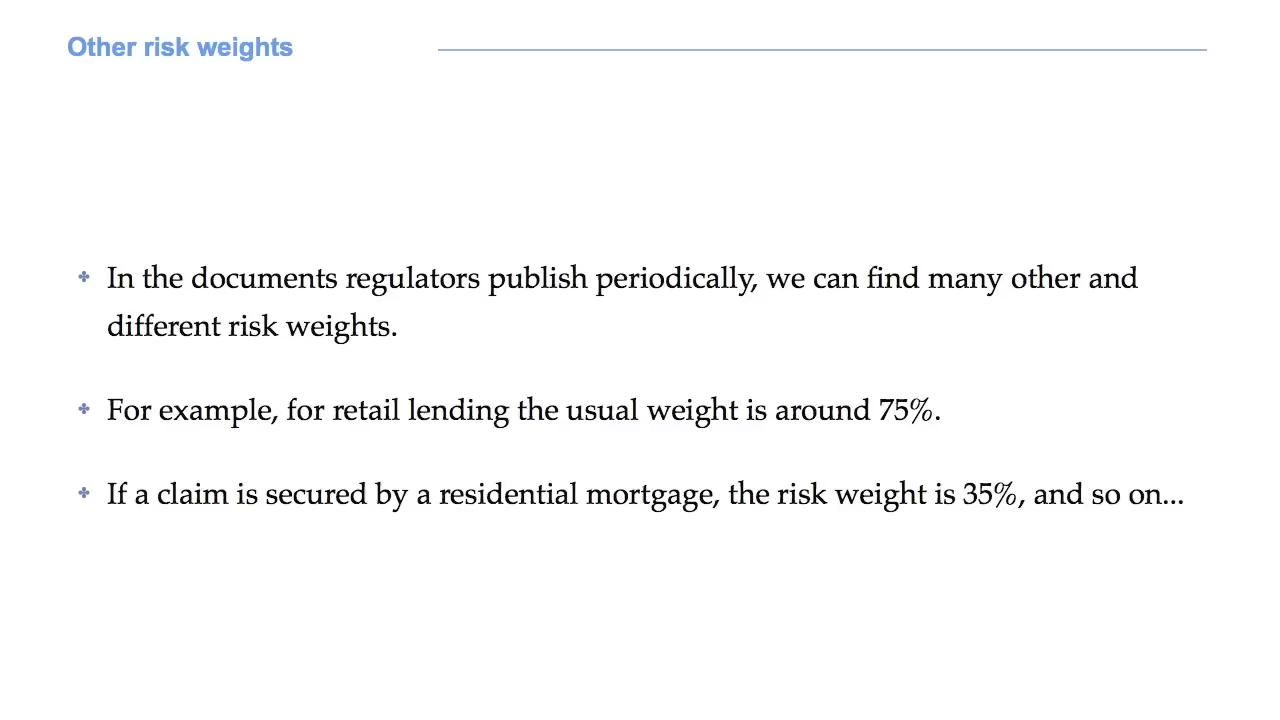 Other risk weights
In the documents regulators publish periodically, we can find many other and
different risk weights.
For example, for retail lending the usual weight is around 75%.
If a claim is secured by a residential mortgage, the risk weight is 35%, and so on...